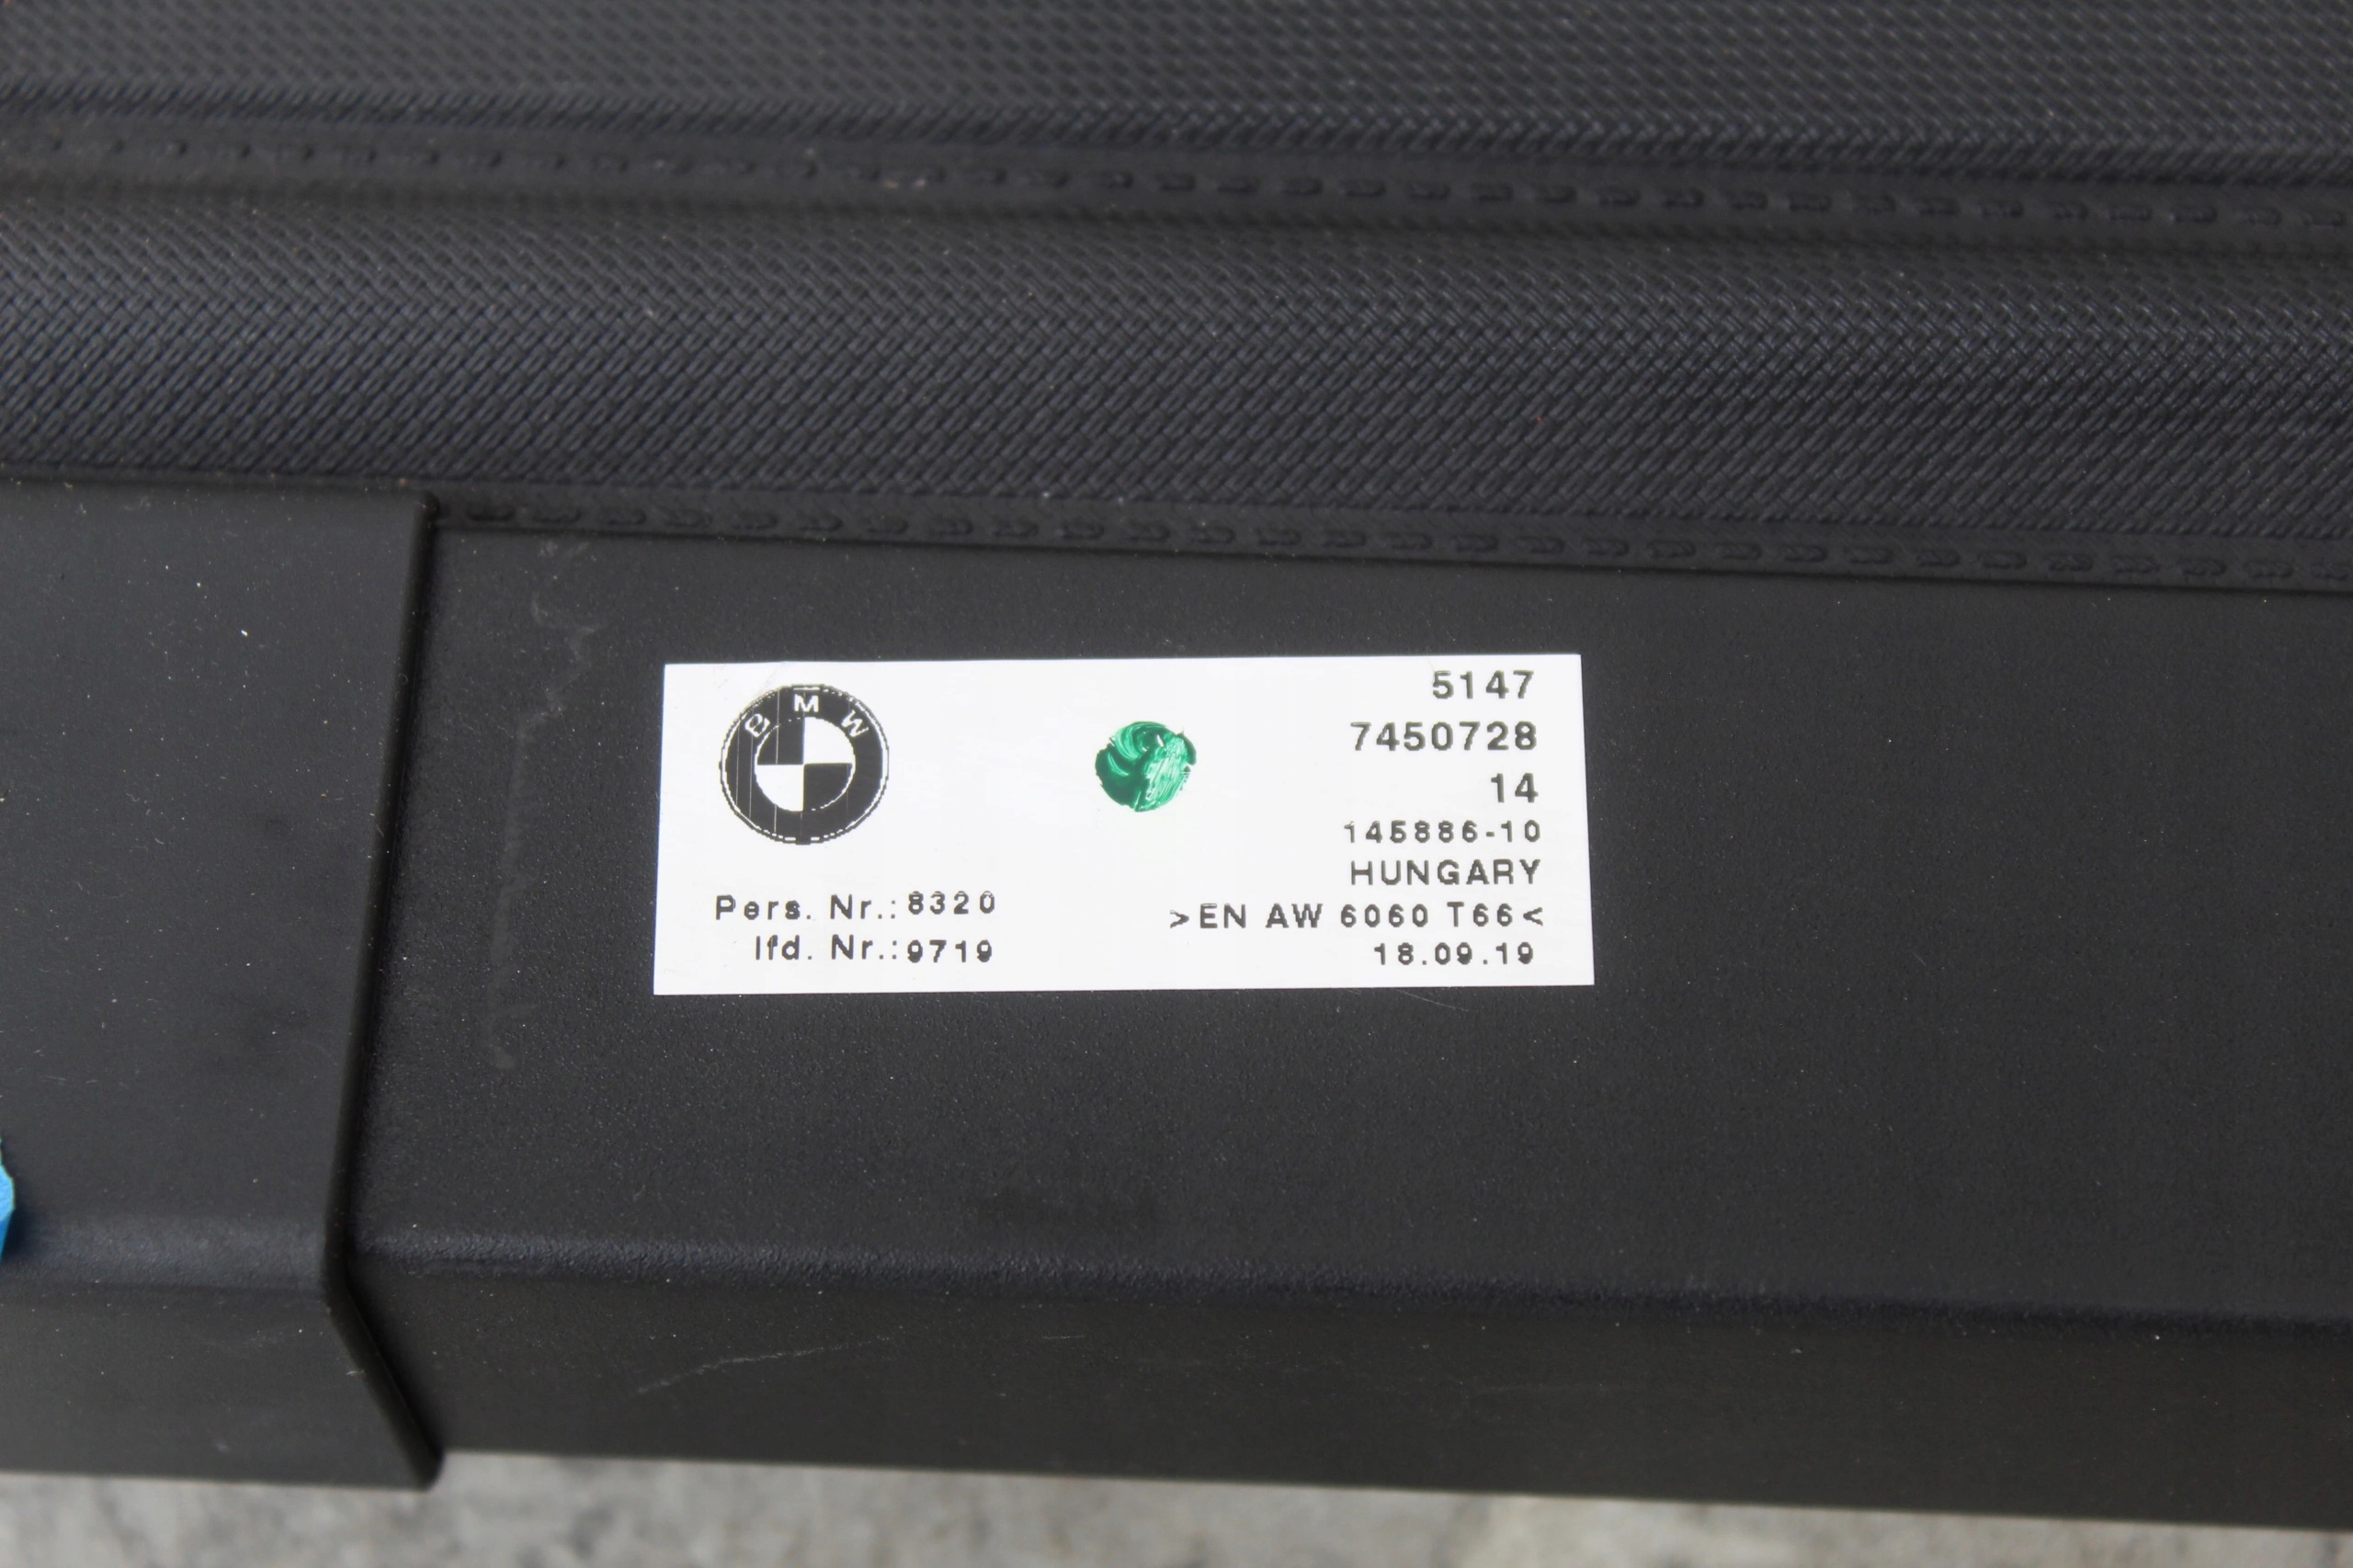 BMW
5147
7450728
14
145886-10
HUNGARY
Pers. Nr.:8320
>EN AW 6060 T66<
lfd. Nr.:9719
18.09.19